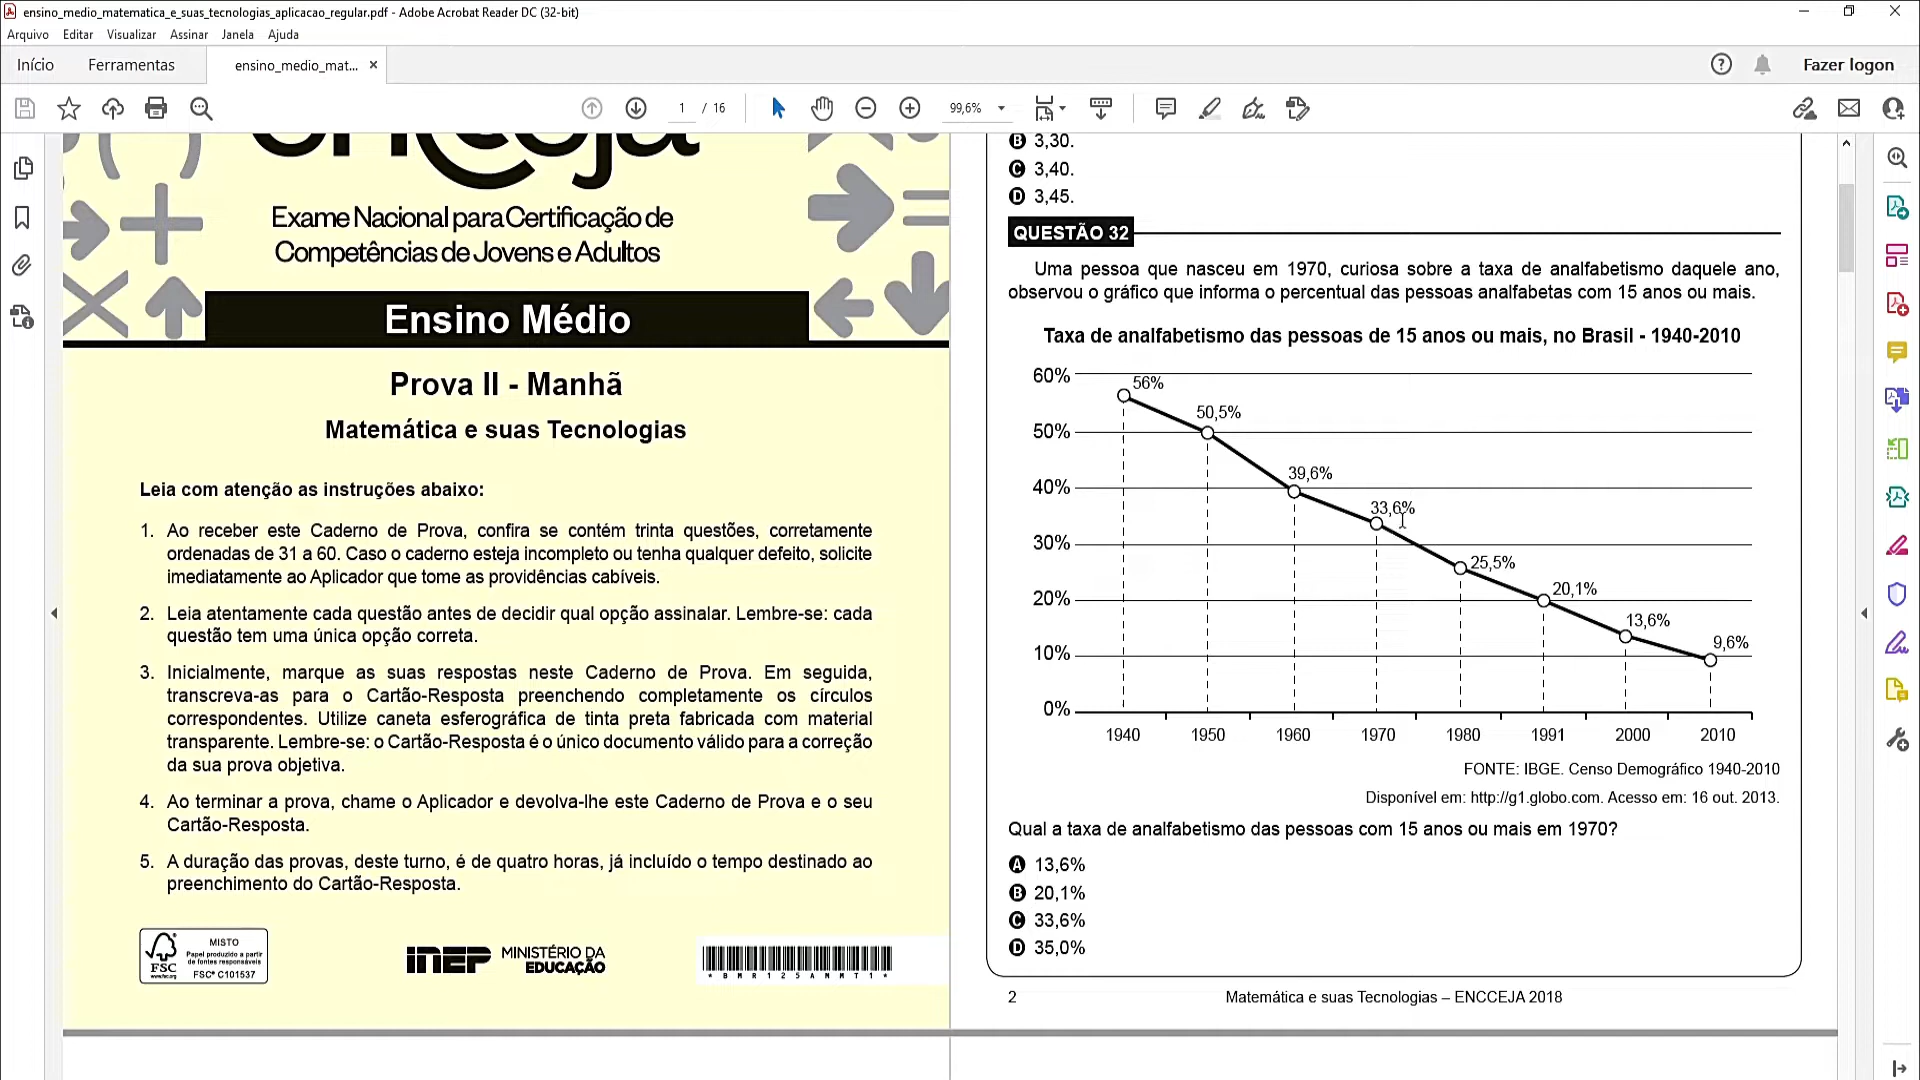 ensino_medio_matematica_e_suas_tecnologias_aplicacao_regular.pdf - Adobe Acrobat Reader DC (32-bit)
Arquivo Editar Visualizar Assinar Janela Ajuda
Início Ferramentas ensino_medio_mat... × Fazer logon
1 / 16 99,6%
encceja
Exame Nacional para Certificação de
Competências de Jovens e Adultos
Ensino Médio
Prova II - Manhã
Matemática e suas Tecnologias
Leia com atenção as instruções abaixo:
1. Ao receber este Caderno de Prova, confira se contém trinta questões, corretamente
ordenadas de 31 a 60. Caso o caderno esteja incompleto ou tenha qualquer defeito, solicite
imediatamente ao Aplicador que tome as providências cabíveis.
2. Leia atentamente cada questão antes de decidir qual opção assinalar. Lembre-se: cada
questão tem uma única opção correta.
3. Inicialmente, marque as suas respostas neste Caderno de Prova. Em seguida,
transcreva-as para o Cartão-Resposta preenchendo completamente os círculos
correspondentes. Utilize caneta esferográfica de tinta preta fabricada com material
transparente. Lembre-se: o Cartão-Resposta é o único documento válido para a correção
da sua prova objetiva.
4. Ao terminar a prova, chame o Aplicador e devolva-lhe este Caderno de Prova e o seu
Cartão-Resposta.
5. A duração das provas, deste turno, é de quatro horas, já incluído o tempo destinado ao
preenchimento do Cartão-Resposta.
MISTO
Papel produzido a partir
de fontes responsáveis
FSC® C101537
FSC
www.fsc.org
inep MINISTÉRIO DA
EDUCAÇÃO
*BMR125AMMT1*
B 3,30.
C 3,40.
D 3,45.
QUESTÃO 32
Uma pessoa que nasceu em 1970, curiosa sobre a taxa de analfabetismo daquele ano,
observou o gráfico que informa o percentual das pessoas analfabetas com 15 anos ou mais.
Taxa de analfabetismo das pessoas de 15 anos ou mais, no Brasil - 1940-2010
60%
56%
50,5%
50%
39,6%
40%
33,6%
30%
25,5%
20,1%
20%
13,6%
9,6%
10%
0%
1940 1950 1960 1970 1980 1991 2000 2010
FONTE: IBGE. Censo Demográfico 1940-2010
Disponível em: http://g1.globo.com. Acesso em: 16 out. 2013.
Qual a taxa de analfabetismo das pessoas com 15 anos ou mais em 1970?
A 13,6%
B 20,1%
C 33,6%
D 35,0%
2 Matemática e suas Tecnologias – ENCCEJA 2018